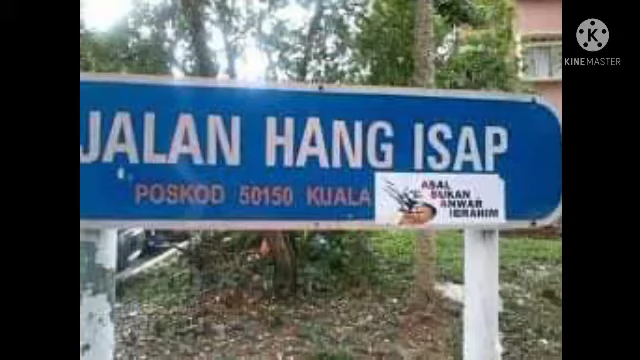 JALAN HANG ISAP
POSKOD 50150 KUALA
ASAL
BUKAN
ANWAR
IBRAHIM
KINEMASTER